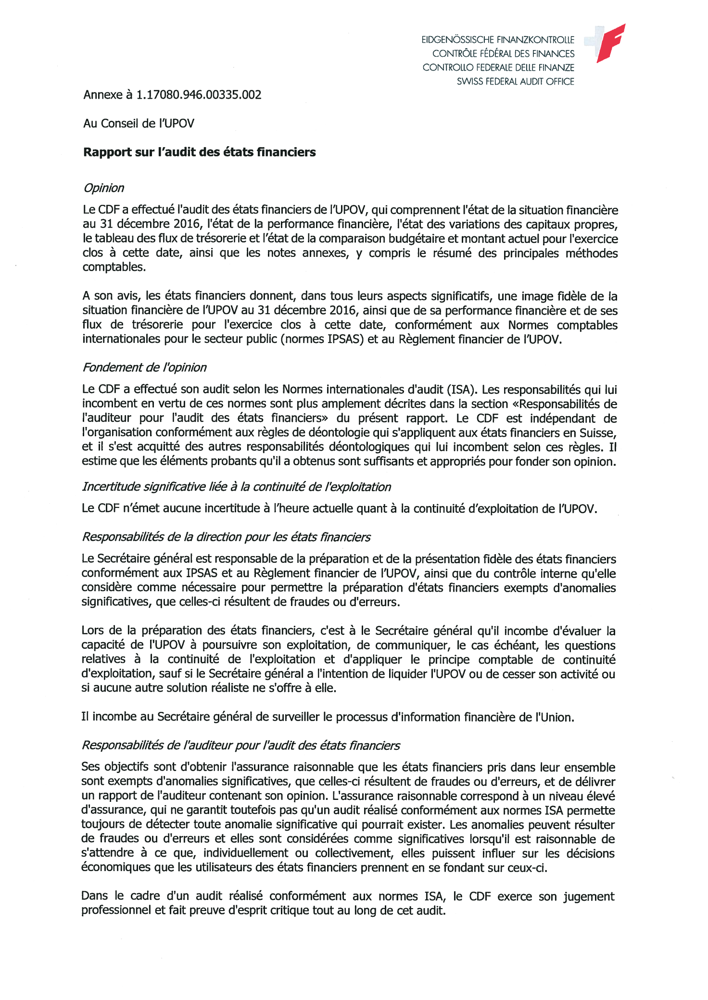 EIDGENÖSSISCHE FINANZKONTROLLE
CONTRÔLE FÉDÉRAL DES FINANCES
CONTROLLO FEDERALE DELLE FINANZE
SWISS FEDERAL AUDIT OFFICE
Annexe à 1.17080.946.00335.002
Au Conseil de l'UPOV
Rapport sur l'audit des états financiers
Opinion
Le CDF a effectué l'audit des états financiers de l'UPOV, qui comprennent l'état de la situation financière
au 31 décembre 2016, l'état de la performance financière, l'état des variations des capitaux propres,
le tableau des flux de trésorerie et l'état de la comparaison budgétaire et montant actuel pour l'exercice
clos à cette date, ainsi que les notes annexes, y compris le résumé des principales méthodes
comptables.
A son avis, les états financiers donnent, dans tous leurs aspects significatifs, une image fidèle de la
situation financière de l'UPOV au 31 décembre 2016, ainsi que de sa performance financière et de ses
flux de trésorerie pour l'exercice clos à cette date, conformément aux Normes comptables
internationales pour le secteur public (normes IPSAS) et au Règlement financier de l'UPOV.
Fondement de l'opinion
Le CDF a effectué son audit selon les Normes internationales d'audit (ISA). Les responsabilités qui lui
incombent en vertu de ces normes sont plus amplement décrites dans la section «Responsabilités de
l'auditeur pour l'audit des états financiers» du présent rapport. Le CDF est indépendant de
l'organisation conformément aux règles de déontologie qui s'appliquent aux états financiers en Suisse,
et il s'est acquitté des autres responsabilités déontologiques qui lui incombent selon ces règles. Il
estime que les éléments probants qu'il a obtenus sont suffisants et appropriés pour fonder son opinion.
Incertitude significative liée à la continuité de l'exploitation
Le CDF n'émet aucune incertitude à l'heure actuelle quant à la continuité d'exploitation de l'UPOV.
Responsabilités de la direction pour les états financiers
Le Secrétaire général est responsable de la préparation et de la présentation fidèle des états financiers
conformément aux IPSAS et au Règlement financier de l'UPOV, ainsi que du contrôle interne qu'elle
considère comme nécessaire pour permettre la préparation d'états financiers exempts d'anomalies
significatives, que celles-ci résultent de fraudes ou d'erreurs.
Lors de la préparation des états financiers, c'est à le Secrétaire général qu'il incombe d'évaluer la
capacité de l'UPOV à poursuivre son exploitation, de communiquer, le cas échéant, les questions
relatives à la continuité de l'exploitation et d'appliquer le principe comptable de continuité
d'exploitation, sauf si le Secrétaire général a l'intention de liquider l'UPOV ou de cesser son activité ou
si aucune autre solution réaliste ne s'offre à elle.
Il incombe au Secrétaire général de surveiller le processus d'information financière de l'Union.
Responsabilités de l'auditeur pour l'audit des états financiers
Ses objectifs sont d'obtenir l'assurance raisonnable que les états financiers pris dans leur ensemble
sont exempts d'anomalies significatives, que celles-ci résultent de fraudes ou d'erreurs, et de délivrer
un rapport de l'auditeur contenant son opinion. L'assurance raisonnable correspond à un niveau élevé
d'assurance, qui ne garantit toutefois pas qu'un audit réalisé conformément aux normes ISA permette
toujours de détecter toute anomalie significative qui pourrait exister. Les anomalies peuvent résulter
de fraudes ou d'erreurs et elles sont considérées comme significatives lorsqu'il est raisonnable de
s'attendre à ce que, individuellement ou collectivement, elles puissent influer sur les décisions
économiques que les utilisateurs des états financiers prennent en se fondant sur ceux-ci.
Dans le cadre d'un audit réalisé conformément aux normes ISA, le CDF exerce son jugement
professionnel et fait preuve d'esprit critique tout au long de cet audit.